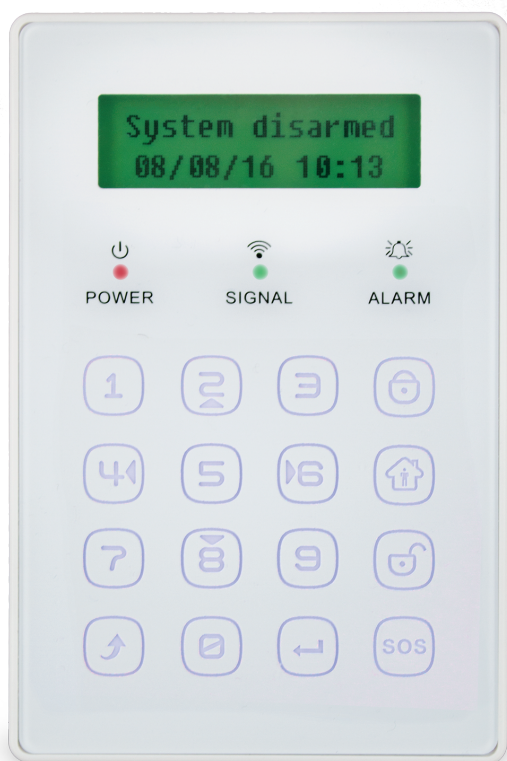 System disarmed
08/08/16 10:13
POWER SIGNAL ALARM
1 2 3
4 5 6
7 8 9
0 SOS